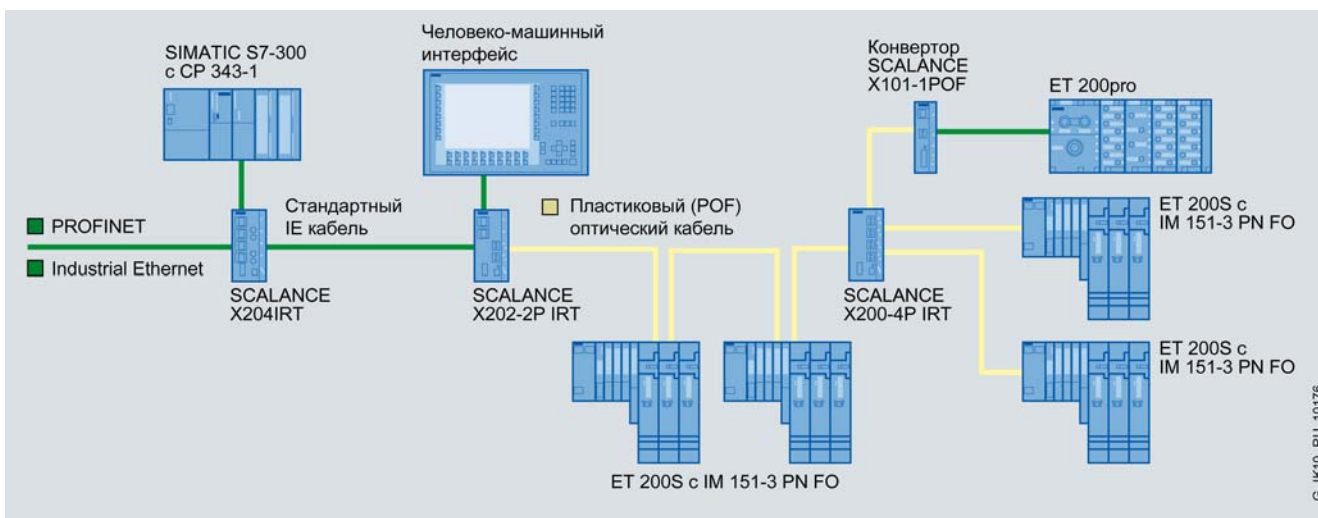 SIMATIC S7-300
с CP 343-1
Человеко-машинный
интерфейс
Конвертор
SCALANCE
X101-1POF
ET 200pro
PROFINET
Industrial Ethernet
Стандартный
IE кабель
Пластиковый (POF)
оптический кабель
ET 200S с
IM 151-3 PN FO
SCALANCE
X204IRT
SCALANCE
X202-2P IRT
SCALANCE
X200-4P IRT
ET 200S с
IM 151-3 PN FO
ET 200S с IM 151-3 PN FO
G_IK10_RU_10176